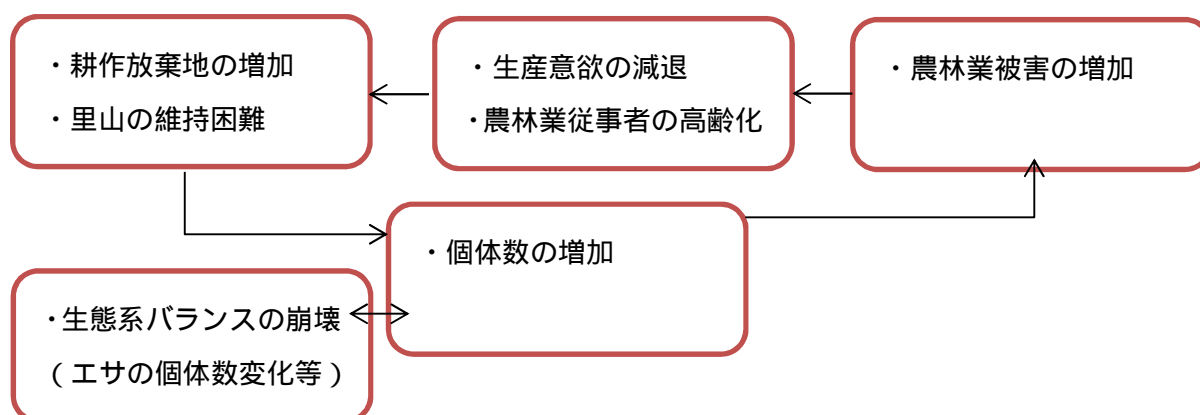 ・耕作放棄地の増加
・里山の維持困難
・生産意欲の減退
・農林業従事者の高齢化
・農林業被害の増加
・個体数の増加
・生態系バランスの崩壊
(エサの個体数変化等)